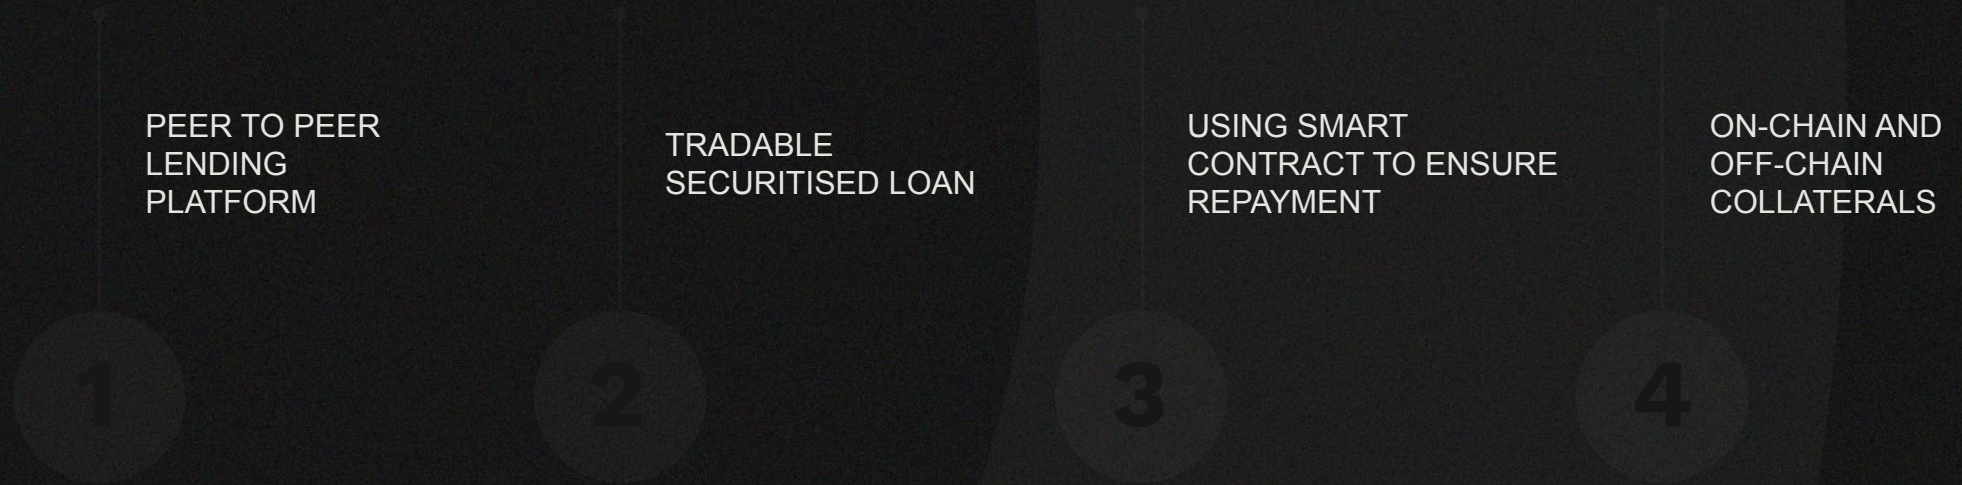 PEER TO PEER
LENDING
PLATFORM
TRADABLE
SECURITISED LOAN
USING SMART
CONTRACT TO ENSURE
REPAYMENT
ON-CHAIN AND
OFF-CHAIN
COLLATERALS
1
2
3
4